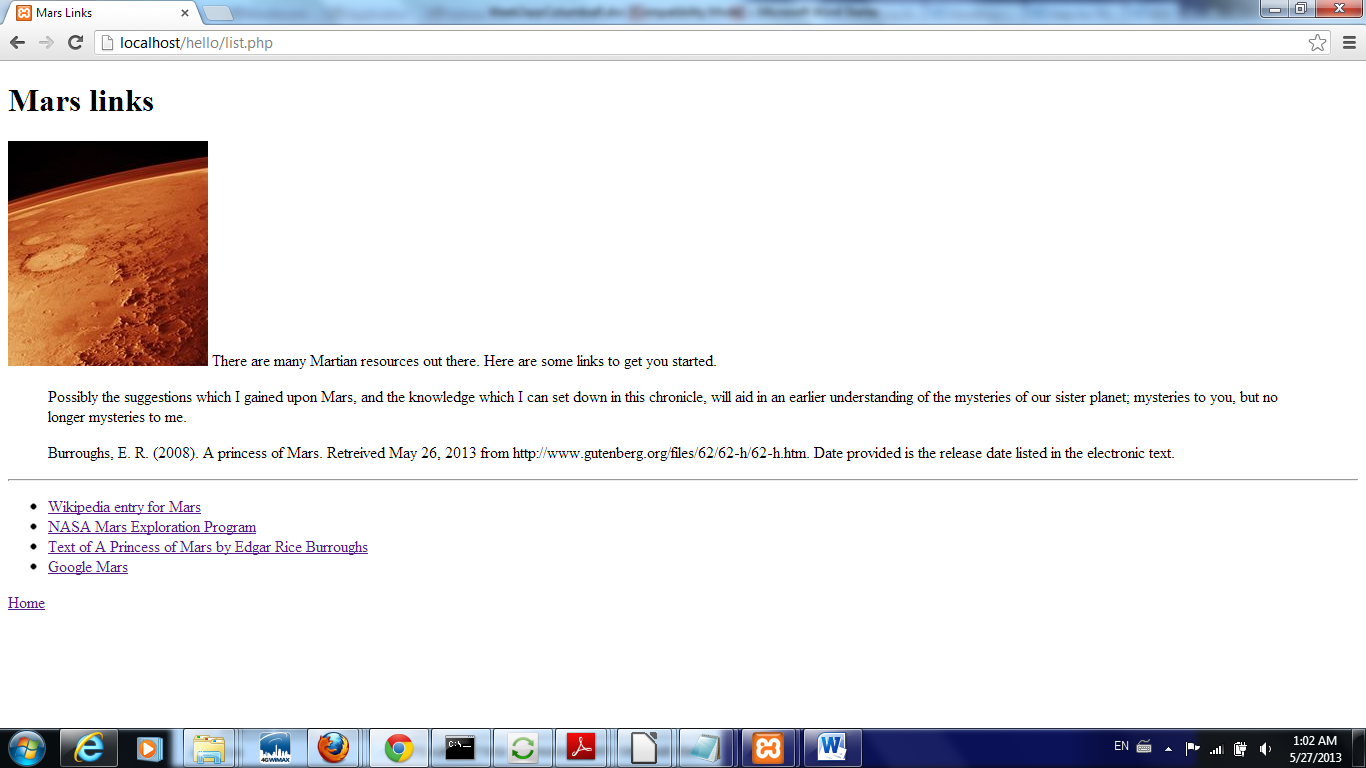 Mars Links
localhost/hello/list.php
Mars links
There are many Martian resources out there. Here are some links to get you started.
Possibly the suggestions which I gained upon Mars, and the knowledge which I can set down in this chronicle, will aid in an earlier understanding of the mysteries of our sister planet; mysteries to you, but no
longer mysteries to me.
Burroughs, E. R. (2008). A princess of Mars. Retreived May 26, 2013 from http://www.gutenberg.org/files/62/62-h/62-h.htm. Date provided is the release date listed in the electronic text.
Wikipedia entry for Mars
NASA Mars Exploration Program
Text of A Princess of Mars by Edgar Rice Burroughs
Google Mars
Home
4G WIMAX
C:\
EN
1:02 AM
5/27/2013